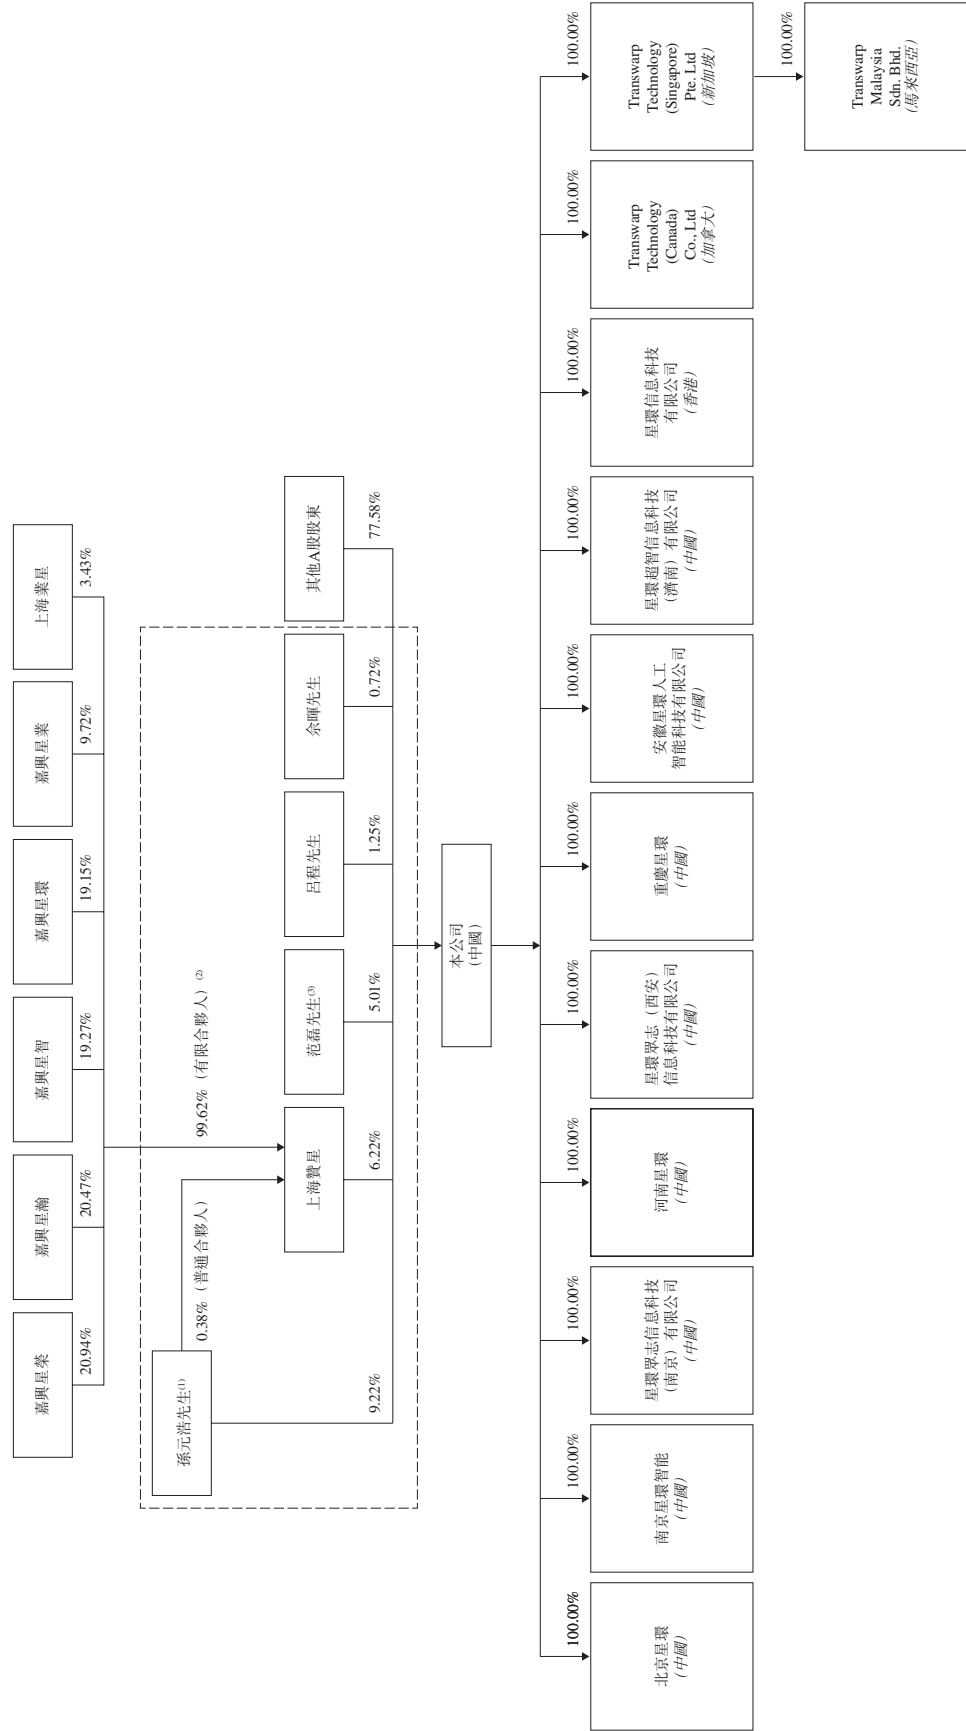 嘉興星榮
嘉興星瀚
嘉興星智
嘉興星環
嘉興星業
上海業星
20.94%
20.47%
19.27%
19.15%
9.72%
3.43%
孫元浩先生(1)
0.38%（普通合夥人）
99.62%（有限合夥人）(2)
上海贊星
范磊先生(3)
呂程先生
佘暉先生
其他A股股東
9.22%
6.22%
5.01%
1.25%
0.72%
77.58%
本公司
（中國）
100.00%
100.00%
100.00%
100.00%
100.00%
100.00%
100.00%
100.00%
100.00%
100.00%
100.00%
北京星環
（中國）
南京星環智能
（中國）
星環眾志信息科技
（南京）有限公司
（中國）
河南星環
（中國）
星環眾志（西安）
信息科技有限公司
（中國）
重慶星環
（中國）
安徽星環人工
智能科技有限公司
（中國）
星環超智信息科技
（濟南）有限公司
（中國）
星環信息科技
有限公司
（香港）
Transwarp
Technology
(Canada)
Co., Ltd
（加拿大）
Transwarp
Technology
(Singapore)
Pte. Ltd
（新加坡）
100.00%
Transwarp
Malaysia
Sdn. Bhd.
（馬來西亞）